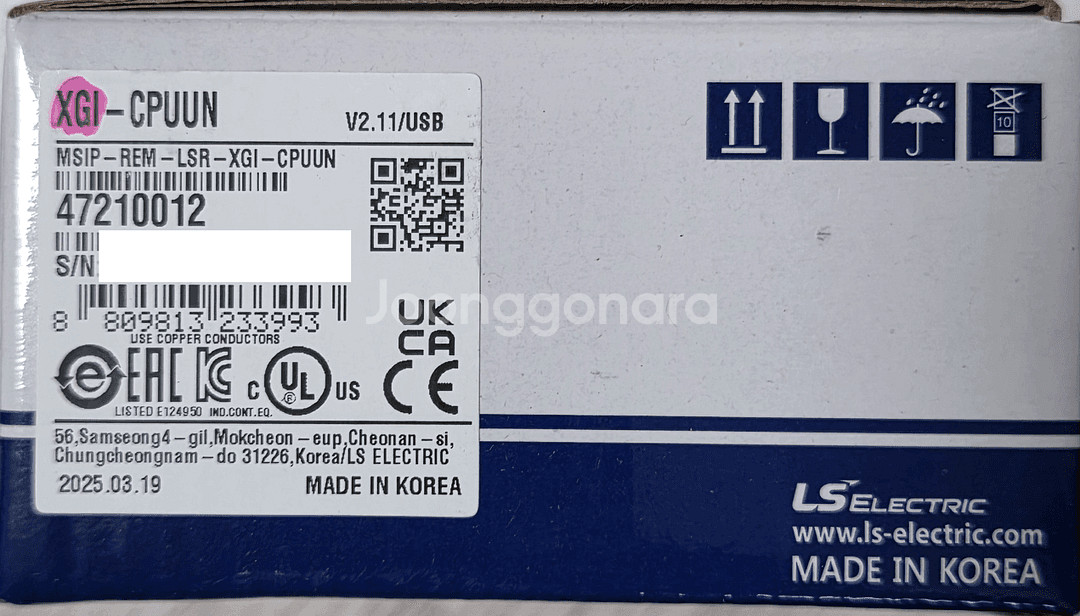 XGI-CPUUN
V2.11/USB
MSIP-REM-LSR-XGI-CPUUN
47210012
S/N
8 809813 233993
USE COPPER CONDUCTORS
EAC
c UL US
R
UK
CA
CE
LISTED E124950 IND.CONT.EQ.
56,Samseong4-gil,Mokcheon-eup,Cheonan-si,
Chungcheongnam-do 31226,Korea/LS ELECTRIC
2025.03.19
MADE IN KOREA
10
Joonggonara
LS ELECTRIC
www.ls-electric.com
MADE IN KOREA